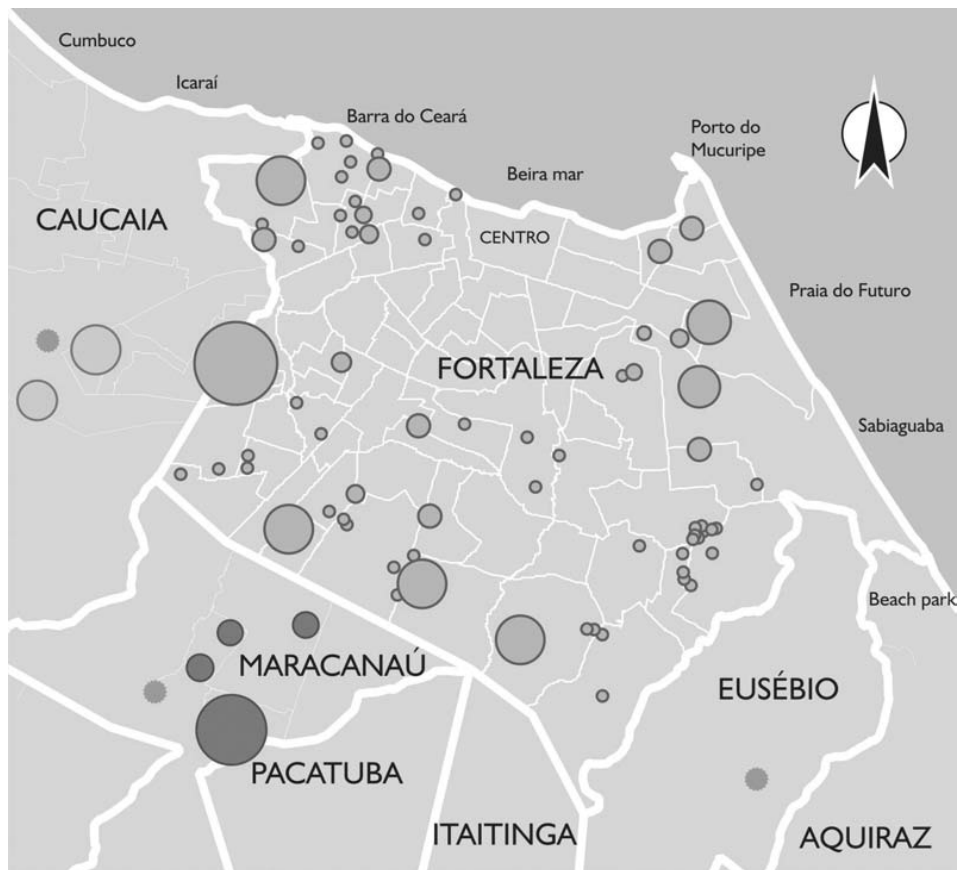 Cumbuco
Icaraí
Barra do Ceará
Porto do
Mucuripe
Beira mar
CAUCAIA
CENTRO
Praia do Futuro
FORTALEZA
Sabiaguaba
Beach park
MARACANAÚ
EUSÉBIO
PACATUBA
ITAITINGA
AQUIRAZ